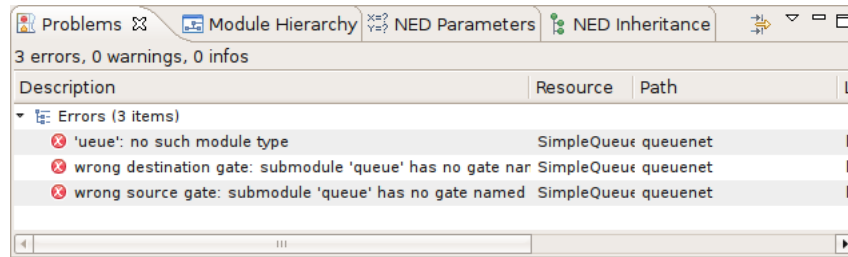 Problems Module Hierarchy NED Parameters NED Inheritance
3 errors, 0 warnings, 0 infos
Description Resource Path
Errors (3 items)
'ueue': no such module type SimpleQueue queuenet
wrong destination gate: submodule 'queue' has no gate nar SimpleQueue queuenet
wrong source gate: submodule 'queue' has no gate named SimpleQueue queuenet